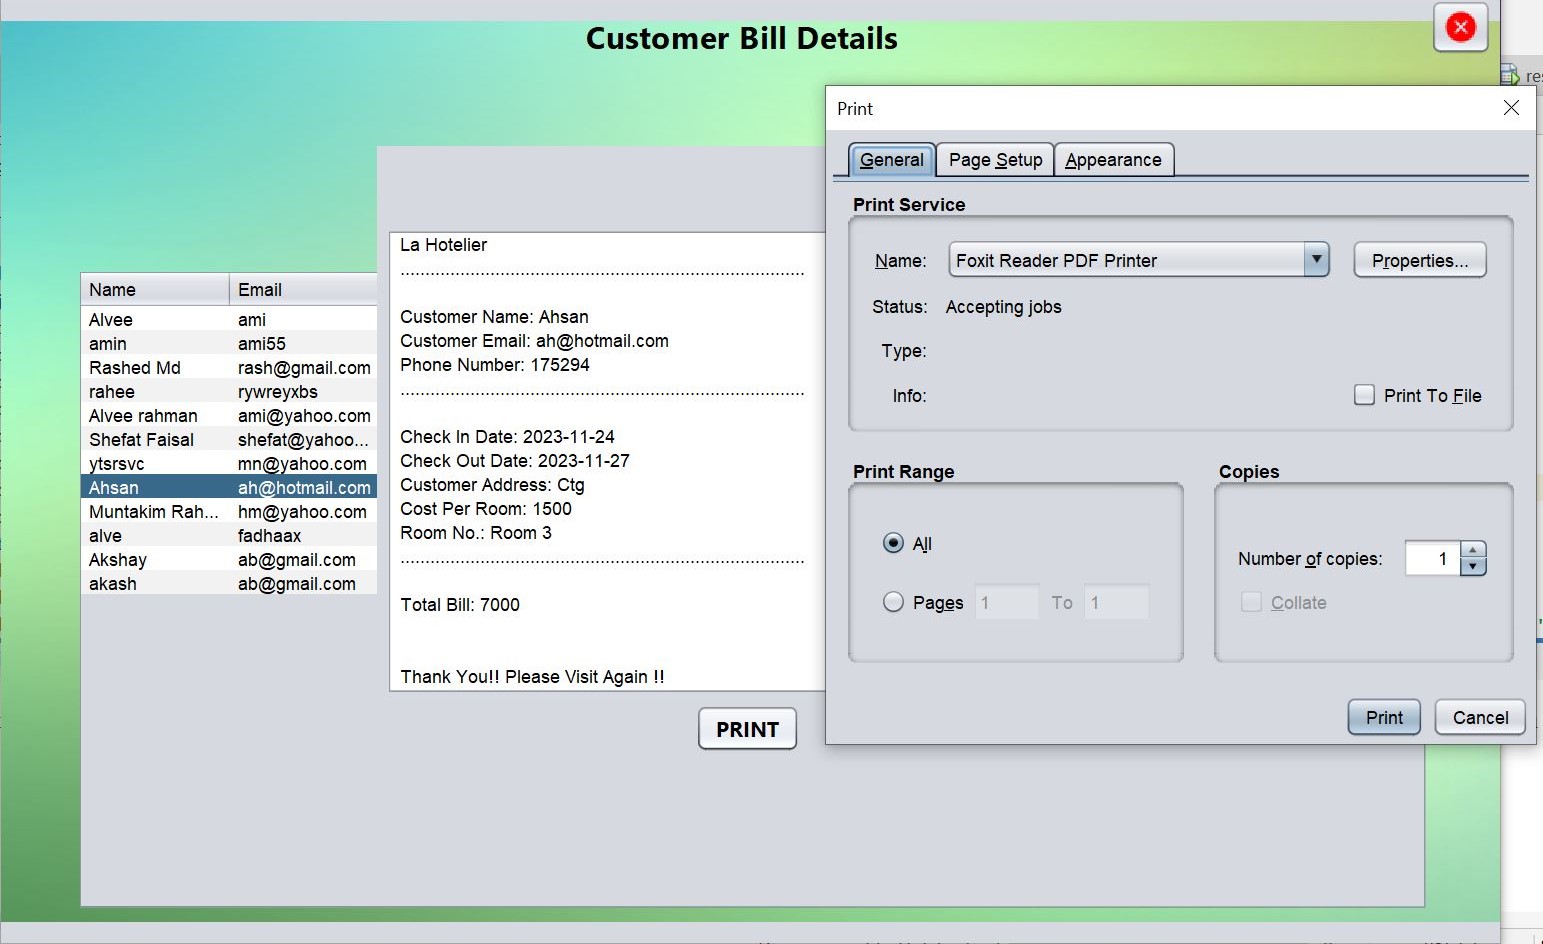 Customer Bill Details
res
Name Email
Alvee ami
amin ami55
Rashed Md rash@gmail.com
rahee rywreyxbs
Alvee rahman ami@yahoo.com
Shefat Faisal shefat@yahoo...
ytsrsvc mn@yahoo.com
Ahsan ah@hotmail.com
Muntakim Rah... hm@yahoo.com
alve fadhaax
Akshay ab@gmail.com
akash ab@gmail.com
La Hotelier
................................................................................
Customer Name: Ahsan
Customer Email: ah@hotmail.com
Phone Number: 175294
................................................................................
Check In Date: 2023-11-24
Check Out Date: 2023-11-27
Customer Address: Ctg
Cost Per Room: 1500
Room No.: Room 3
................................................................................
Total Bill: 7000
Thank You!! Please Visit Again !!
PRINT
Print
General Page Setup Appearance
Print Service
Name: Foxit Reader PDF Printer Properties...
Status: Accepting jobs
Type:
Info: Print To File
Print Range
All
Pages 1 To 1
Copies
Number of copies: 1
Collate
Print Cancel